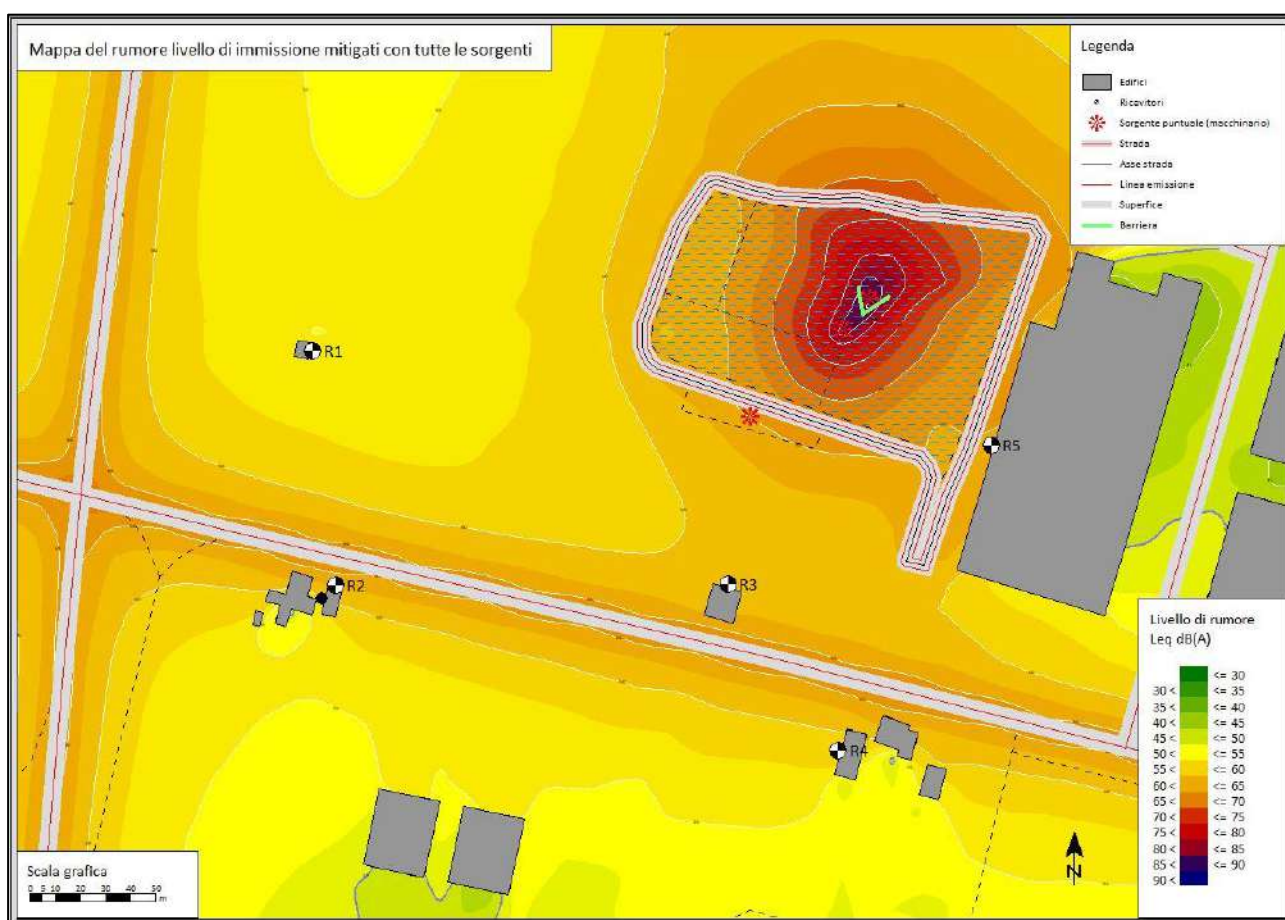 Mappa del rumore livello di immissione mitigati con tutte le sorgenti
Legenda
Edifici
Ricevitori
Sorgente puntuale (macchinario)
Strada
Asse strada
Linea emissione
Superfice
Barriera
R1
R5
R2
R3
R4
Livello di rumore
Leq dB(A)
<= 30
30 < <= 35
35 < <= 40
40 < <= 45
45 < <= 50
50 < <= 55
55 < <= 60
60 < <= 65
65 < <= 70
70 < <= 75
75 < <= 80
80 < <= 85
85 < <= 90
90 <
Scala grafica
0 5 10 20 30 40 50
m
N